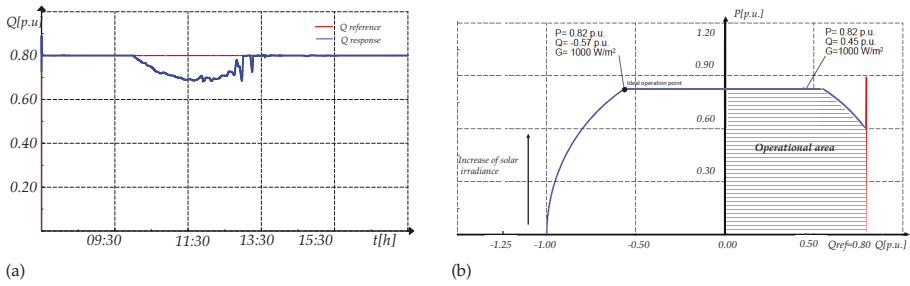 Q[p.u]
Q reference
Q response
0.80
0.60
0.40
0.20
09:30
11:30
13:30
15:30
t[h]
(a)
P[p.u.]
P= 0.82 p.u.
Q= -0.57 p.u.
G= 1000 W/m²
1.20
P= 0.82 p.u.
Q= 0.45 p.u.
G=1000 W/m²
0.90
Ideal operation point
0.60
Operational area
Increase of solar
irradiance
0.30
-1.25
-1.00
-0.50
0.00
0.50
Qref=0.80
Q[p.u.]
(b)